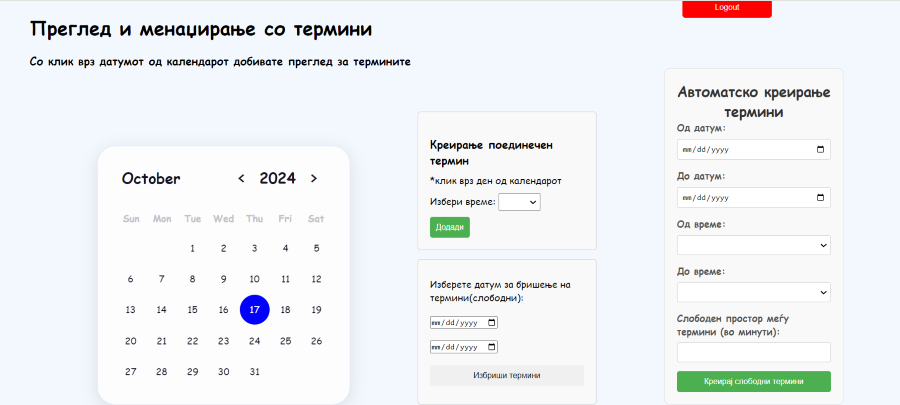 Logout
Преглед и менаџирање со термини
Со клик врз датумот од календарот добивате преглед за термините
October
2024
Sun Mon Tue Wed Thu Fri Sat
1 2 3 4 5
6 7 8 9 10 11 12
13 14 15 16 17 18 19
20 21 22 23 24 25 26
27 28 29 30 31
Креирање поединечен
термин
*клик врз ден од календарот
Избери време:
Додади
Изберете датум за бришење на
термини(слободни):
mm/dd/yyyy
mm/dd/yyyy
Избриши термини
Автоматско креирање
термини
Од датум:
mm/dd/yyyy
До датум:
mm/dd/yyyy
Од време:
До време:
Слободен простор меѓу
термини (во минути):
Креирај слободни термини